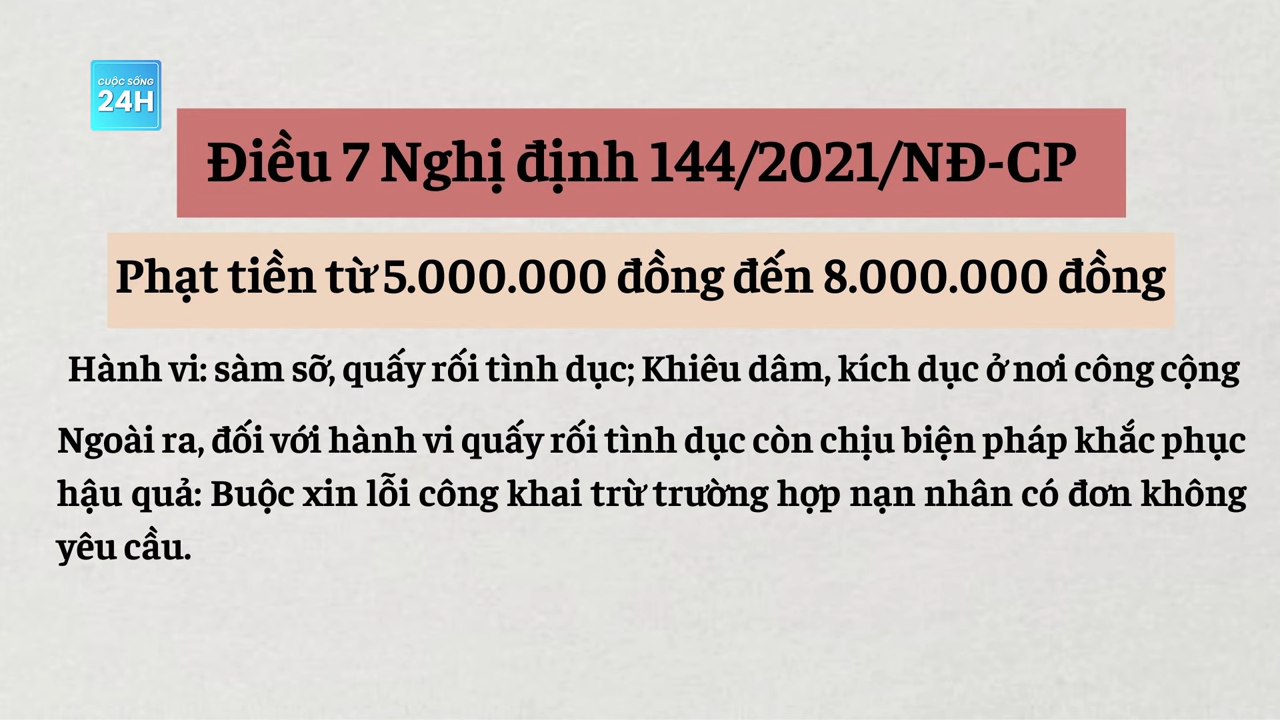 CUỘC SỐNG
24H
Điều 7 Nghị định 144/2021/NĐ-CP
Phạt tiền từ 5.000.000 đồng đến 8.000.000 đồng
Hành vi: sàm sỡ, quấy rối tình dục; Khiêu dâm, kích dục ở nơi công cộng
Ngoài ra, đối với hành vi quấy rối tình dục còn chịu biện pháp khắc phục
hậu quả: Buộc xin lỗi công khai trừ trường hợp nạn nhân có đơn không
yêu cầu.